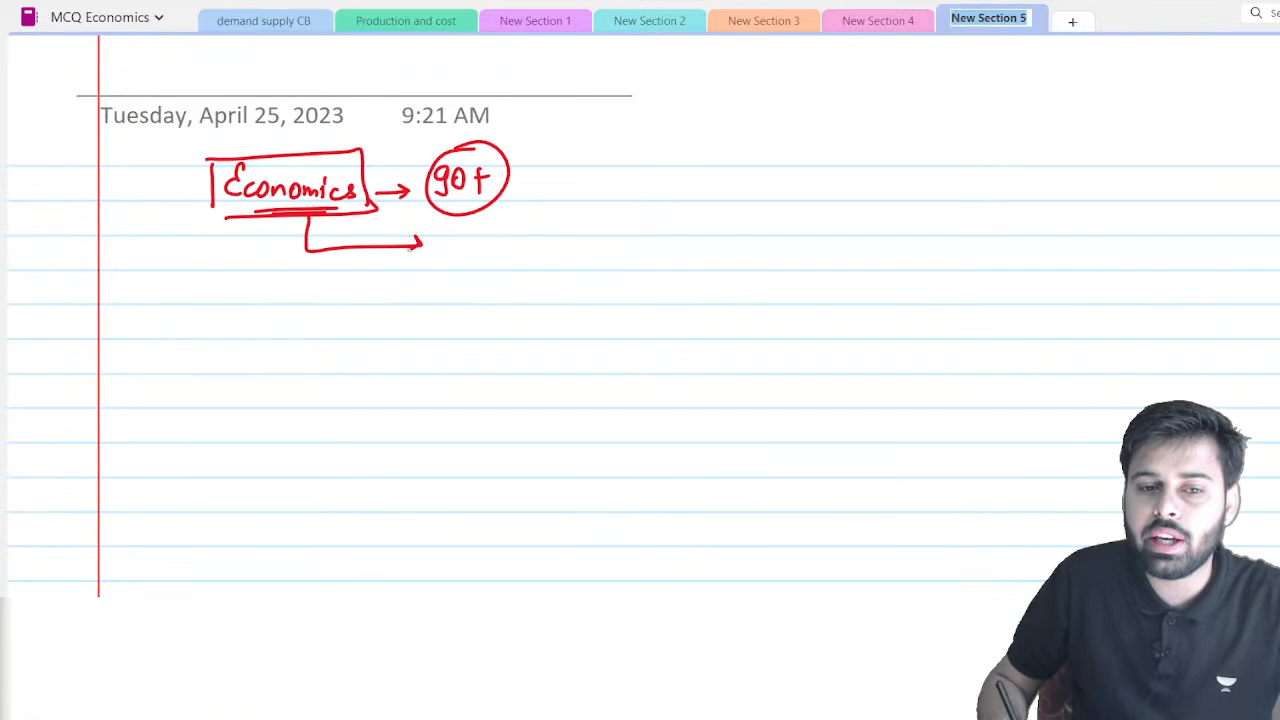 MCQ Economics demand supply CB Production and cost New Section 1 New Section 2 New Section 3 New Section 4 New Section 5 +
Tuesday, April 25, 2023 9:21 AM
Economics → 90+